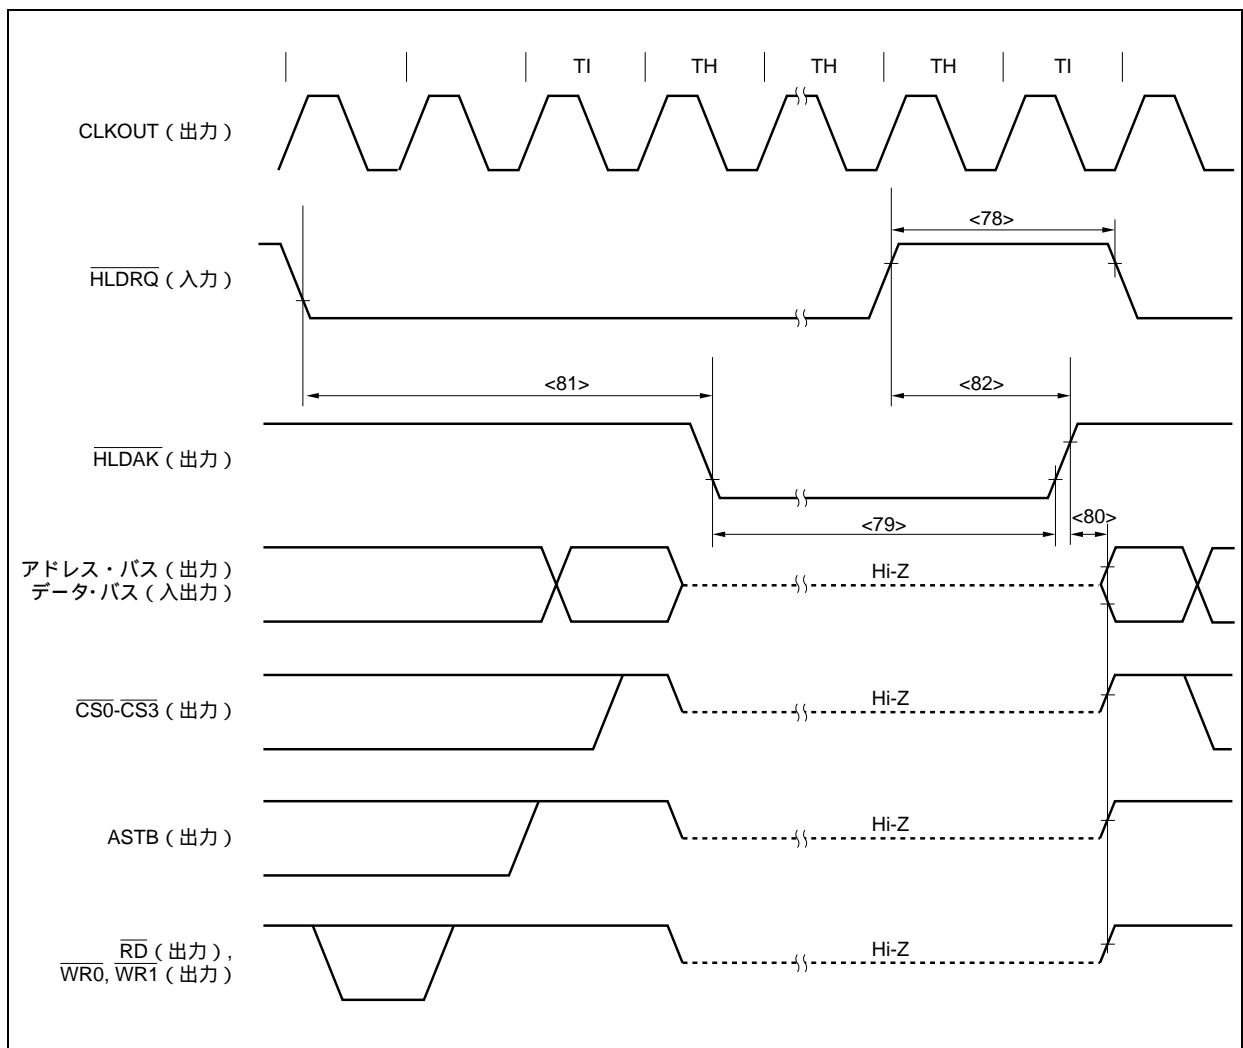 TI TH TH TH TI
CLKOUT（出力）
<78>
HLDRQ（入力）
<81> <82>
HLDAK（出力）
<79> <80>
アドレス・バス（出力）
データ・バス（入出力）
Hi-Z
CS0-CS3（出力）
Hi-Z
ASTB（出力）
Hi-Z
RD（出力）,
WR0, WR1（出力）
Hi-Z